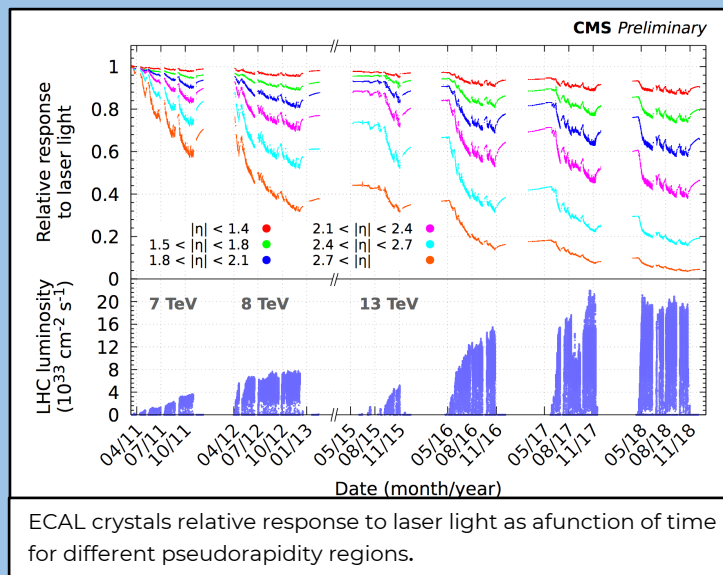 CMS Preliminary
Relative response
to laser light
1
0.8
0.6
0.4
0.2
0
|η| < 1.4
1.5 < |η| < 1.8
1.8 < |η| < 2.1
2.1 < |η| < 2.4
2.4 < |η| < 2.7
2.7 < |η|
LHC luminosity
(10³³ cm⁻² s⁻¹)
20
16
12
8
4
0
7 TeV
8 TeV
13 TeV
04/11
07/11
10/11
04/12
07/12
10/12
01/13
05/15
08/15
11/15
05/16
08/16
11/16
05/17
08/17
11/17
05/18
08/18
11/18
Date (month/year)
ECAL crystals relative response to laser light as afunction of time
for different pseudorapidity regions.